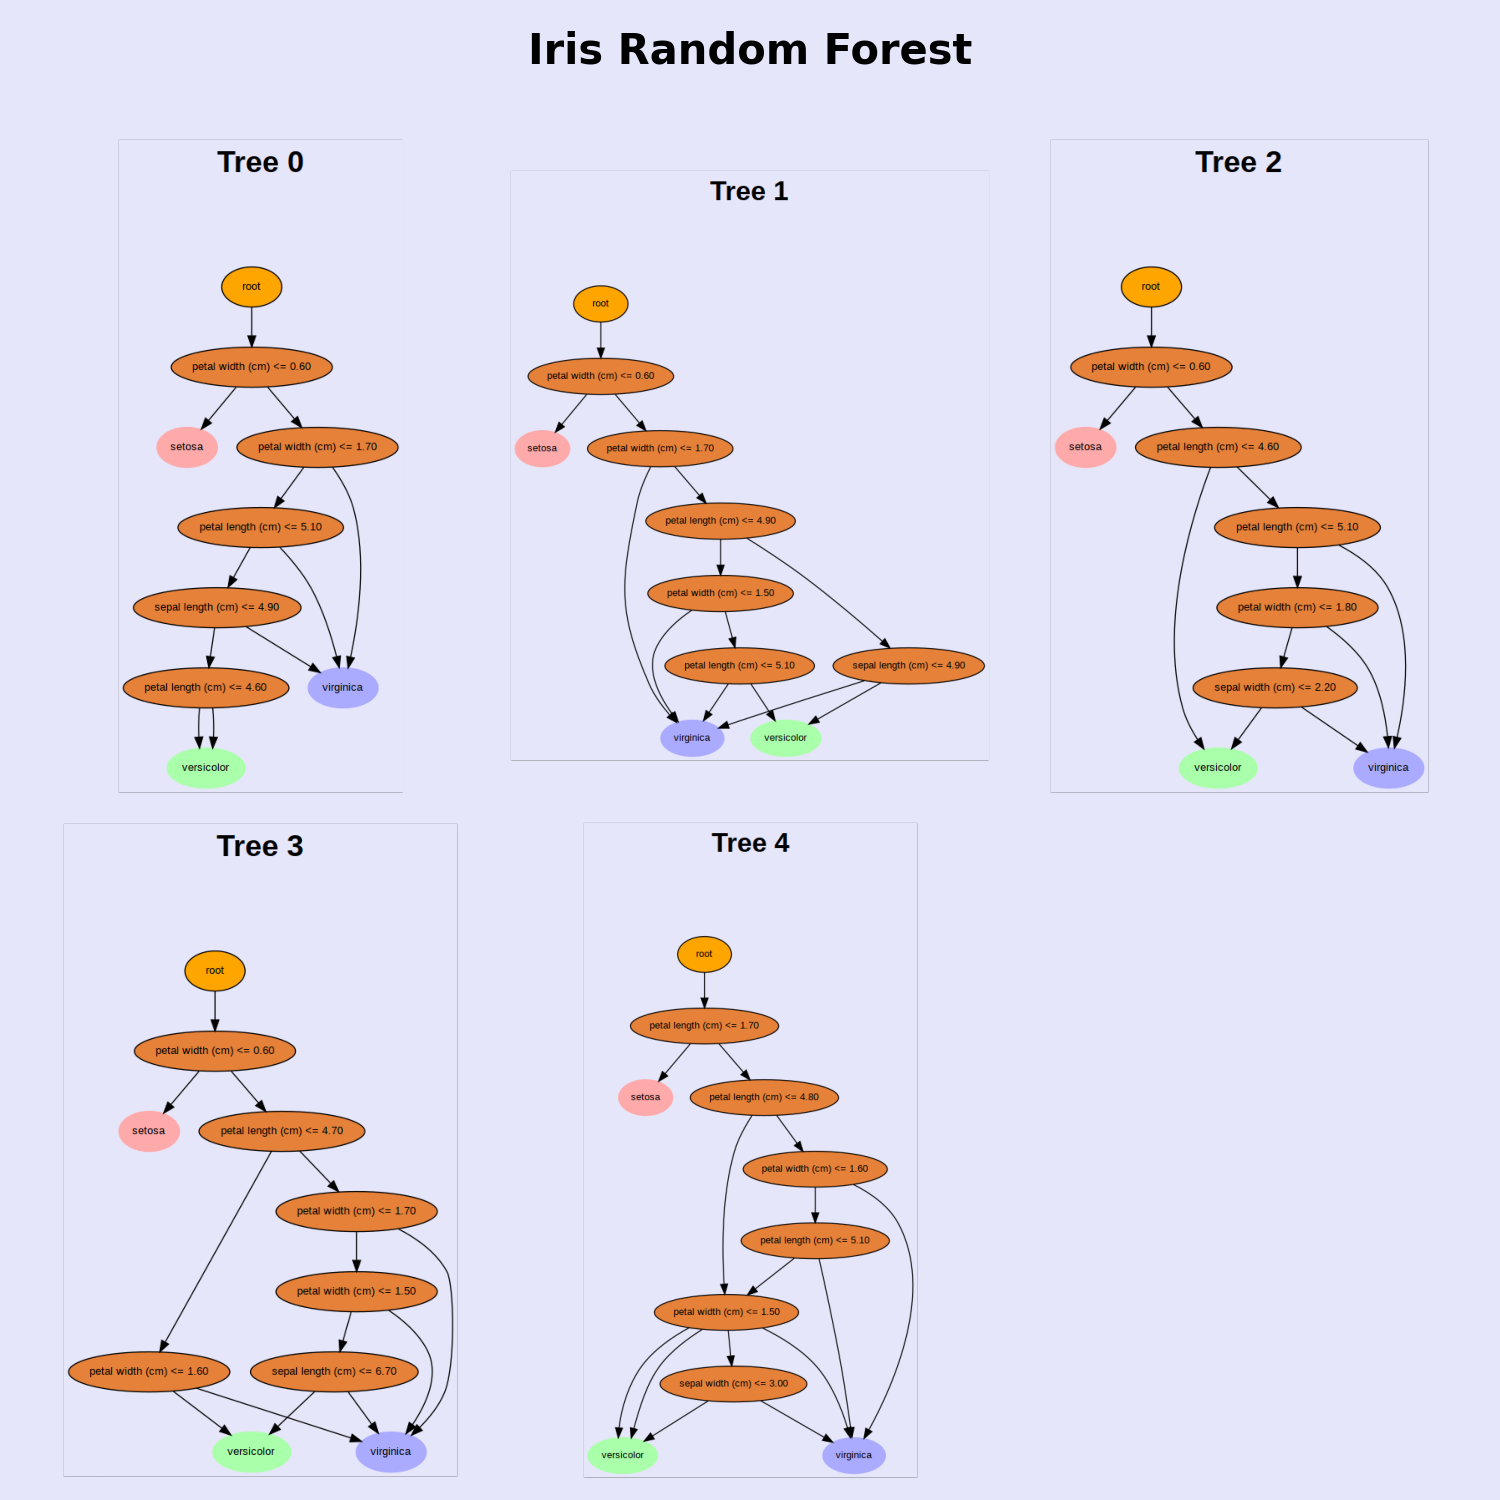 Iris Random Forest
Tree 0
root
petal width (cm) <= 0.60
setosa
petal width (cm) <= 1.70
petal length (cm) <= 5.10
sepal length (cm) <= 4.90
petal length (cm) <= 4.60
virginica
versicolor
Tree 1
root
petal width (cm) <= 0.60
setosa
petal width (cm) <= 1.70
petal length (cm) <= 4.90
petal width (cm) <= 1.50
petal length (cm) <= 5.10
sepal length (cm) <= 4.90
virginica
versicolor
Tree 2
root
petal width (cm) <= 0.60
setosa
petal length (cm) <= 4.60
petal length (cm) <= 5.10
petal width (cm) <= 1.80
sepal width (cm) <= 2.20
versicolor
virginica
Tree 3
root
petal width (cm) <= 0.60
setosa
petal length (cm) <= 4.70
petal width (cm) <= 1.70
petal width (cm) <= 1.50
petal width (cm) <= 1.60
sepal length (cm) <= 6.70
versicolor
virginica
Tree 4
root
petal length (cm) <= 1.70
setosa
petal length (cm) <= 4.80
petal width (cm) <= 1.60
petal length (cm) <= 5.10
petal width (cm) <= 1.50
sepal width (cm) <= 3.00
versicolor
virginica